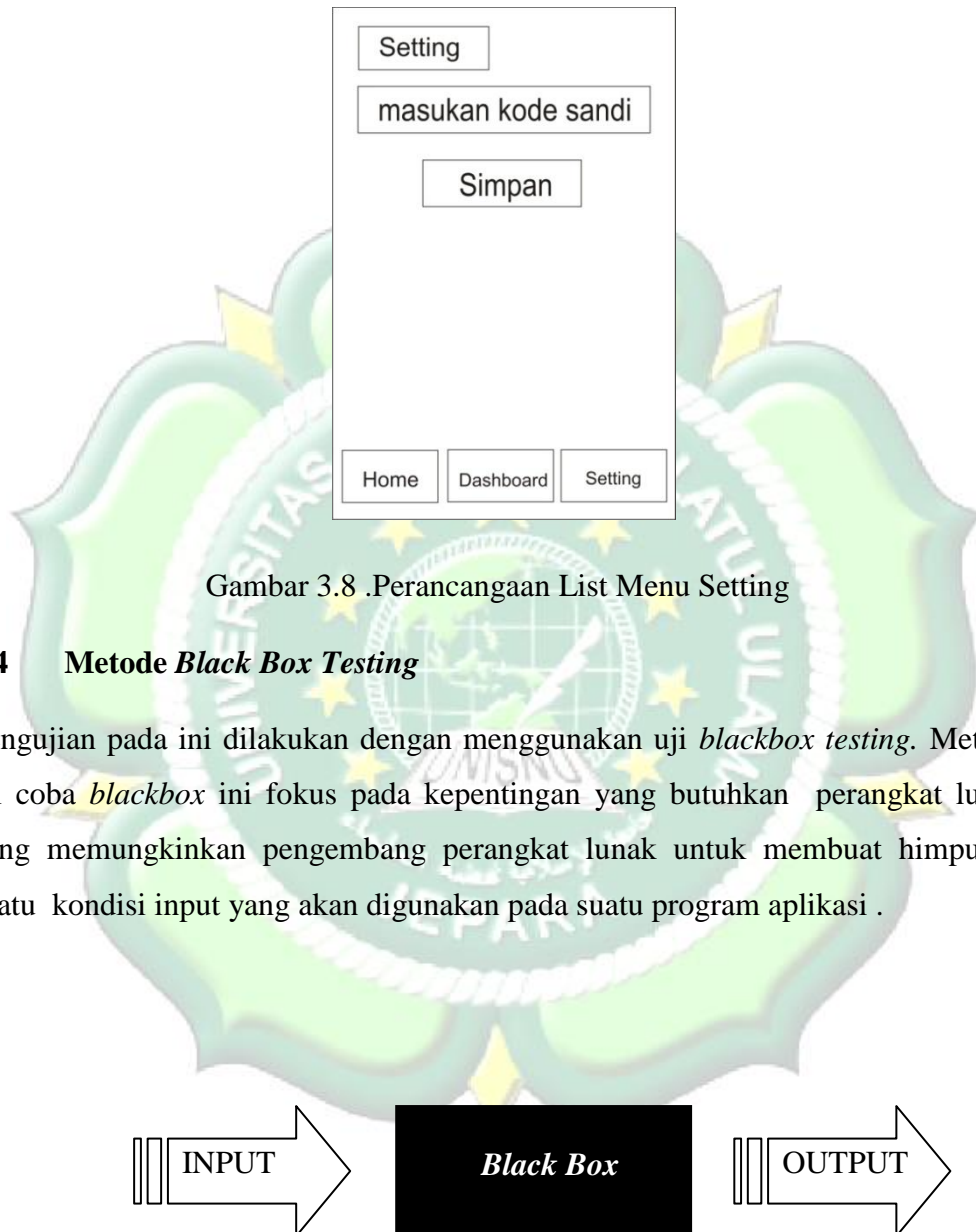 Setting
masukan kode sandi
Simpan
Home Dashboard Setting
Gambar 3.8 .Perancangaan List Menu Setting
4 Metode Black Box Testing
ngujian pada ini dilakukan dengan menggunakan uji blackbox testing. Met
coba blackbox ini fokus pada kepentingan yang butuhkan perangkat lu
ng memungkinkan pengembang perangkat lunak untuk membuat himpu
atu kondisi input yang akan digunakan pada suatu program aplikasi .
UNISNU
JEPARA
INPUT Black Box OUTPUT